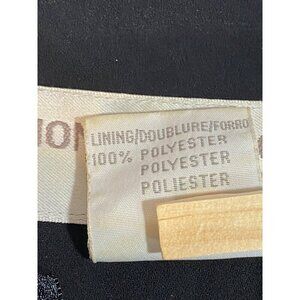 LINING/DOUBLURE/FORRO
100% POLYESTER
POLYESTER
POLIESTER